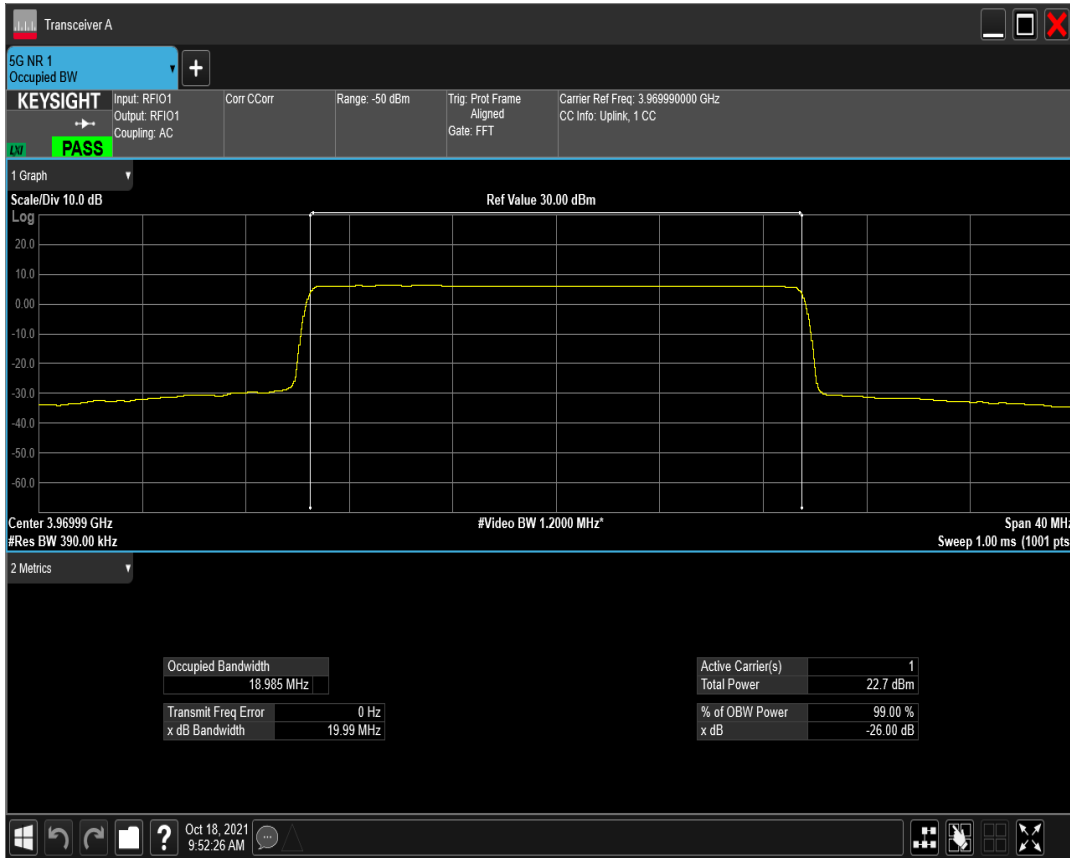 Transceiver A
5G NR 1
Occupied BW
KEYSIGHT
LXI
PASS
Input: RFIO1
Output: RFIO1
Coupling: AC
Corr CCorr
Range: -50 dBm
Trig: Prot Frame
Aligned
Gate: FFT
Carrier Ref Freq: 3.969990000 GHz
CC Info: Uplink, 1 CC
1 Graph
Scale/Div 10.0 dB
Ref Value 30.00 dBm
Log
20.0
10.0
0.00
-10.0
-20.0
-30.0
-40.0
-50.0
-60.0
Center 3.96999 GHz
#Video BW 1.2000 MHz*
Span 40 MHz
#Res BW 390.00 kHz
Sweep 1.00 ms (1001 pts
2 Metrics
Occupied Bandwidth
18.985 MHz
Transmit Freq Error 0 Hz
x dB Bandwidth 19.99 MHz
Active Carrier(s) 1
Total Power 22.7 dBm
% of OBW Power 99.00 %
x dB -26.00 dB
?
Oct 18, 2021
9:52:26 AM